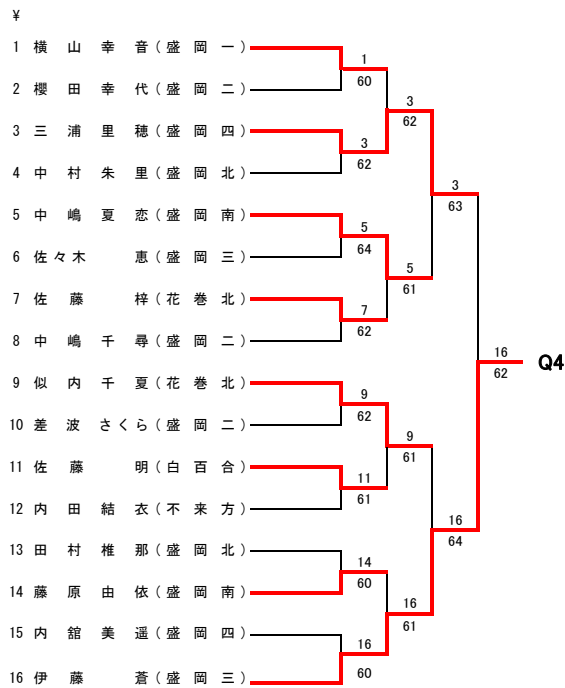 ¥
1 横山幸音(盛岡一)
2 櫻田幸代(盛岡二)
3 三浦里穂(盛岡四)
4 中村朱里(盛岡北)
5 中嶋夏恋(盛岡南)
6 佐々木恵(盛岡三)
7 佐藤梓(花巻北)
8 中嶋千尋(盛岡二)
9 似内千夏(花巻北)
10 差波さくら(盛岡二)
11 佐藤明(白百合)
12 内田結衣(不来方)
13 田村椎那(盛岡北)
14 藤原由依(盛岡南)
15 内舘美遥(盛岡四)
16 伊藤蒼(盛岡三)
1
60
3
62
5
64
7
62
9
62
11
61
14
60
16
60
3
62
5
61
9
61
16
61
3
63
16
64
16
62
Q4